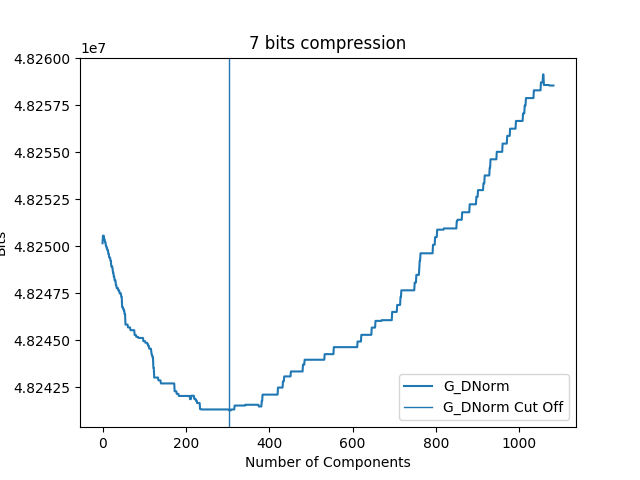 7 bits compression
1e7
4.82600
4.82575
4.82550
4.82525
4.82500
4.82475
4.82450
4.82425
Bits
0 200 400 600 800 1000
Number of Components
G_DNorm
G_DNorm Cut Off